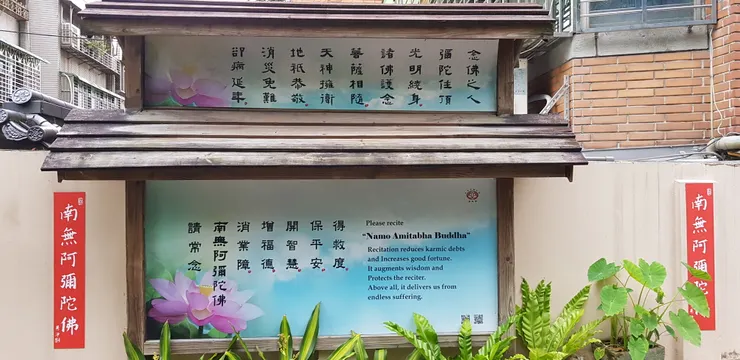 念佛之人
彌陀住頂
光明繞身
諸佛護念
菩薩相隨
天神擁衛
地祇恭敬
消災免難
卻病延年
南無阿彌陀佛
請常念
南無阿彌陀佛
消業障
增福德
開智慧
保平安
得救度
Please recite
"Namo Amitabha Buddha"
Recitation reduces karmic debts
and Increases good fortune.
It augments wisdom and
Protects the reciter.
Above all, it delivers us from
endless suffering.
南無阿彌陀佛